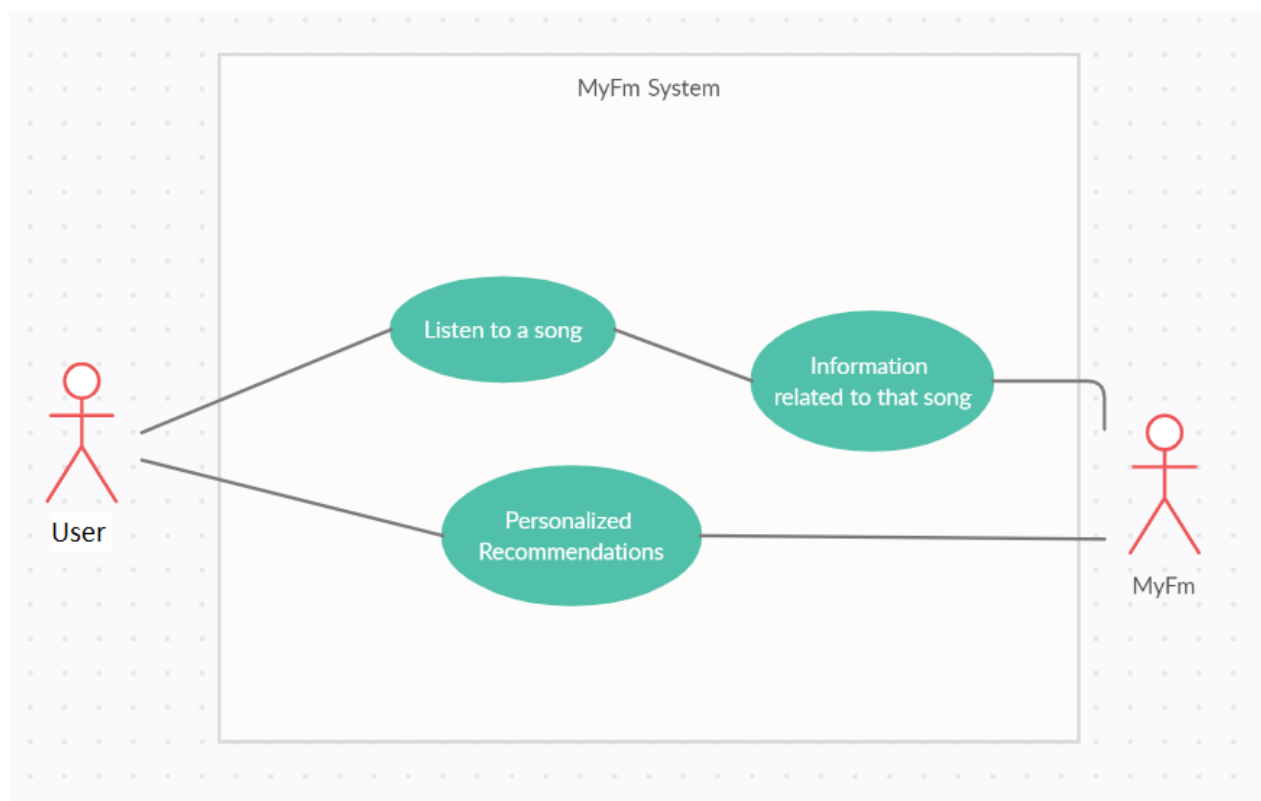 MyFm System
Listen to a song
Information
related to that song
User
Personalized
Recommendations
MyFm